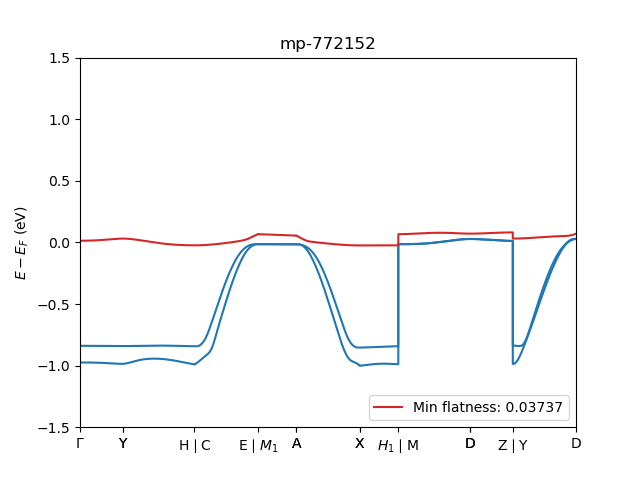 mp-772152
1.5
1.0
0.5
0.0
−0.5
−1.0
−1.5
E − E_F (eV)
Min flatness: 0.03737
Γ Y H | C E | M₁ A X H₁ | M D Z | Y D